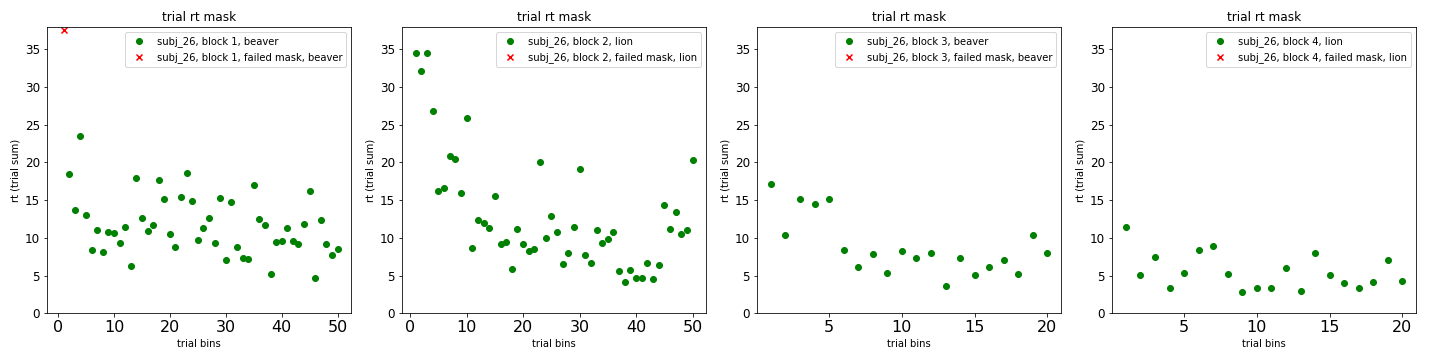 trial rt mask
subj_26, block 1, beaver
subj_26, block 1, failed mask, beaver
rt (trial sum)
35
30
25
20
15
10
5
0
0 10 20 30 40 50
trial bins
trial rt mask
subj_26, block 2, lion
subj_26, block 2, failed mask, lion
rt (trial sum)
35
30
25
20
15
10
5
0
0 10 20 30 40 50
trial bins
trial rt mask
subj_26, block 3, beaver
subj_26, block 3, failed mask, beaver
rt (trial sum)
35
30
25
20
15
10
5
0
5 10 15 20
trial bins
trial rt mask
subj_26, block 4, lion
subj_26, block 4, failed mask, lion
rt (trial sum)
35
30
25
20
15
10
5
0
5 10 15 20
trial bins